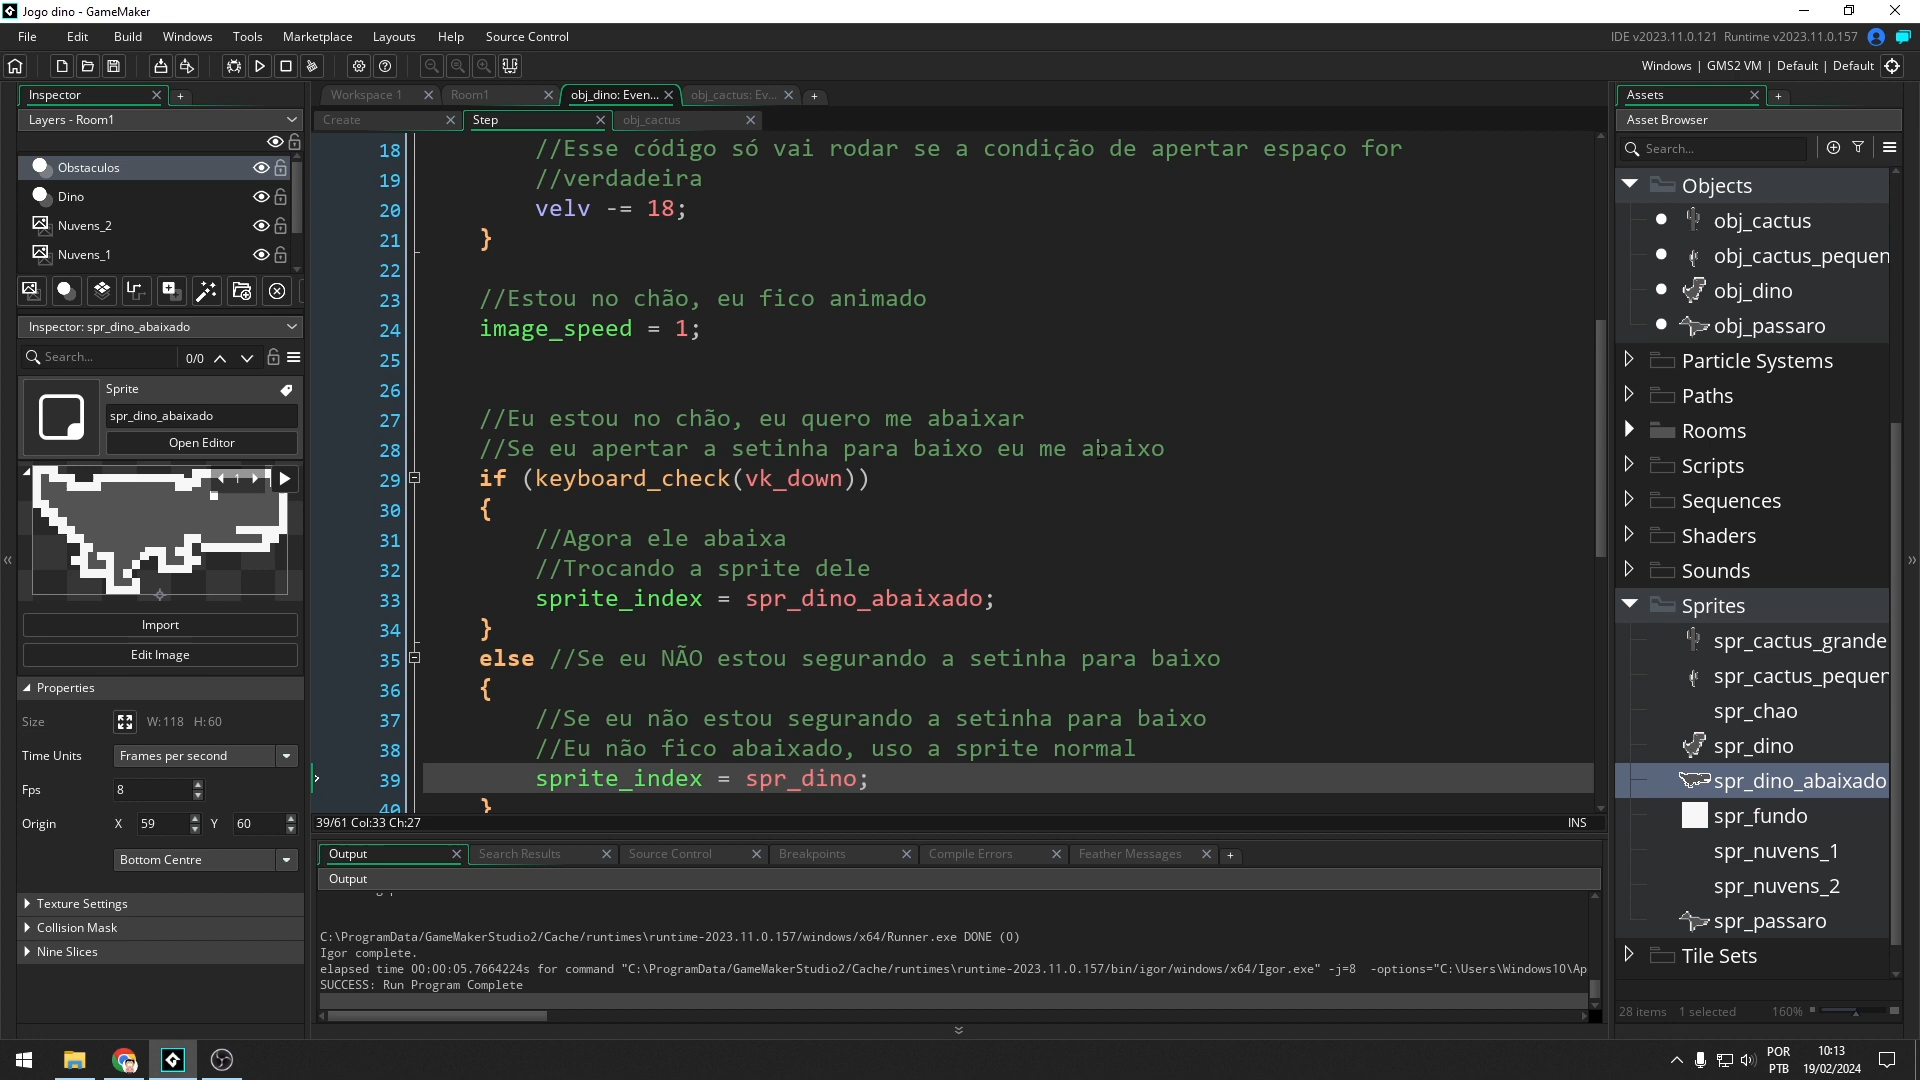 Jogo dino - GameMaker
File Edit Build Windows Tools Marketplace Layouts Help Source Control
IDE v2023.11.0.121 Runtime v2023.11.0.157
Windows | GMS2 VM | Default | Default
Inspector
Layers - Room1
Obstaculos
Dino
Nuvens_2
Nuvens_1
Inspector: spr_dino_abaixado
Search... 0/0
Sprite
spr_dino_abaixado
Open Editor
1
Import
Edit Image
Properties
Size W:118 H:60
Time Units Frames per second
Fps 8
Origin X 59 Y 60
Bottom Centre
Texture Settings
Collision Mask
Nine Slices
Workspace 1 Room1 obj_dino: Even... obj_cactus: Ev...
Create Step obj_cactus
18 //Esse código só vai rodar se a condição de apertar espaço for
19 //verdadeira
20 velv -= 18;
21 }
22
23 //Estou no chão, eu fico animado
24 image_speed = 1;
25
26
27 //Eu estou no chão, eu quero me abaixar
28 //Se eu apertar a setinha para baixo eu me abaixo
29 if (keyboard_check(vk_down))
30 {
31 //Agora ele abaixa
32 //Trocando a sprite dele
33 sprite_index = spr_dino_abaixado;
34 }
35 else //Se eu NÃO estou segurando a setinha para baixo
36 {
37 //Se eu não estou segurando a setinha para baixo
38 //Eu não fico abaixado, uso a sprite normal
39 sprite_index = spr_dino;
40 }
39/61 Col:33 Ch:27 INS
Output Search Results Source Control Breakpoints Compile Errors Feather Messages
Output
C:\ProgramData/GameMakerStudio2/Cache/runtimes\runtime-2023.11.0.157/windows/x64/Runner.exe DONE (0)
Igor complete.
elapsed time 00:00:05.7664224s for command "C:\ProgramData/GameMakerStudio2/Cache/runtimes\runtime-2023.11.0.157/bin/igor/windows/x64/Igor.exe" -j=8 -options="C:\Users\Windows10\Ap
SUCCESS: Run Program Complete
Assets
Asset Browser
Search...
Objects
obj_cactus
obj_cactus_pequen
obj_dino
obj_passaro
Particle Systems
Paths
Rooms
Scripts
Sequences
Shaders
Sounds
Sprites
spr_cactus_grande
spr_cactus_pequen
spr_chao
spr_dino
spr_dino_abaixado
spr_fundo
spr_nuvens_1
spr_nuvens_2
spr_passaro
Tile Sets
28 items 1 selected 160%
POR
PTB
10:13
19/02/2024